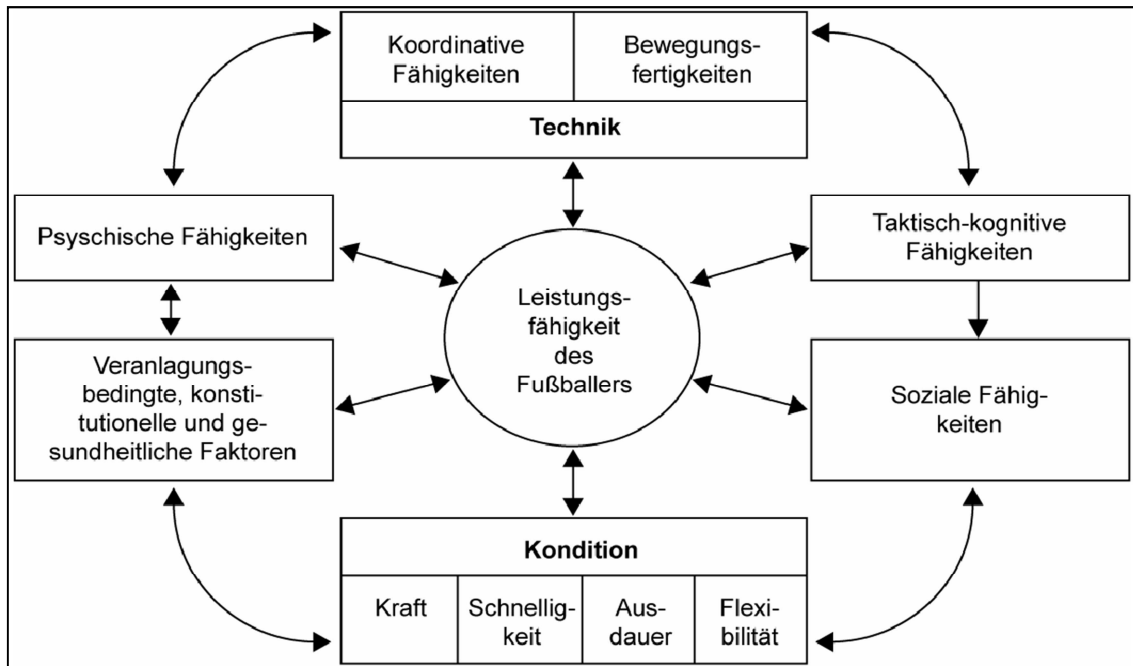 Koordinative
Fähigkeiten
Bewegungs-
fertigkeiten
Technik
Psyschische Fähigkeiten
Taktisch-kognitive
Fähigkeiten
Leistungs-
fähigkeit
des
Fußballers
Veranlagungs-
bedingte, konsti-
tutionelle und ge-
sundheitliche Faktoren
Soziale Fähig-
keiten
Kondition
Kraft
Schnellig-
keit
Aus-
dauer
Flexi-
bilität